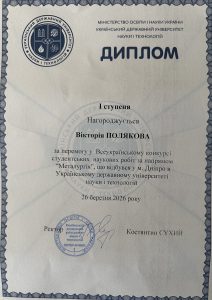 МІНІСТЕРСТВО ОСВІТИ І НАУКИ УКРАЇНИ
УКРАЇНСЬКИЙ ДЕРЖАВНИЙ УНІВЕРСИТЕТ
НАУКИ І ТЕХНОЛОГІЙ
ДИПЛОМ
І ступеня
Нагороджується
Вікторія ПОЛЯКОВА
за перемогу у Всеукраїнському конкурсі
студентських наукових робіт за напрямом
"Металургія", що відбувся у м. Дніпро в
Українському державному університеті
науки і технологій
26 березня 2026 року
Ректор
Костянтин СУХИЙ